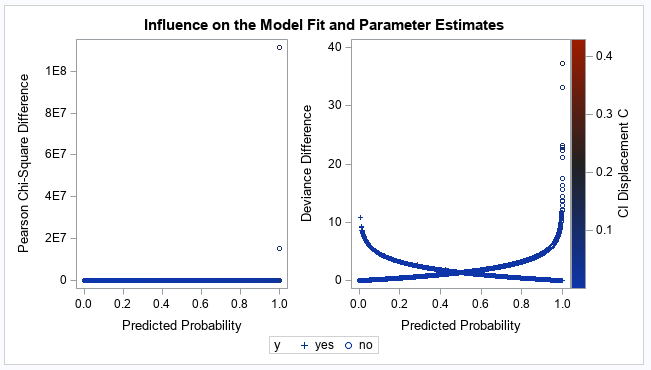 Influence on the Model Fit and Parameter Estimates
Pearson Chi-Square Difference
1E8
8E7
6E7
4E7
2E7
0
0.0 0.2 0.4 0.6 0.8 1.0
Predicted Probability
Deviance Difference
40
30
20
10
0
0.0 0.2 0.4 0.6 0.8 1.0
Predicted Probability
0.4
0.3
0.2
0.1
CI Displacement C
y + yes o no